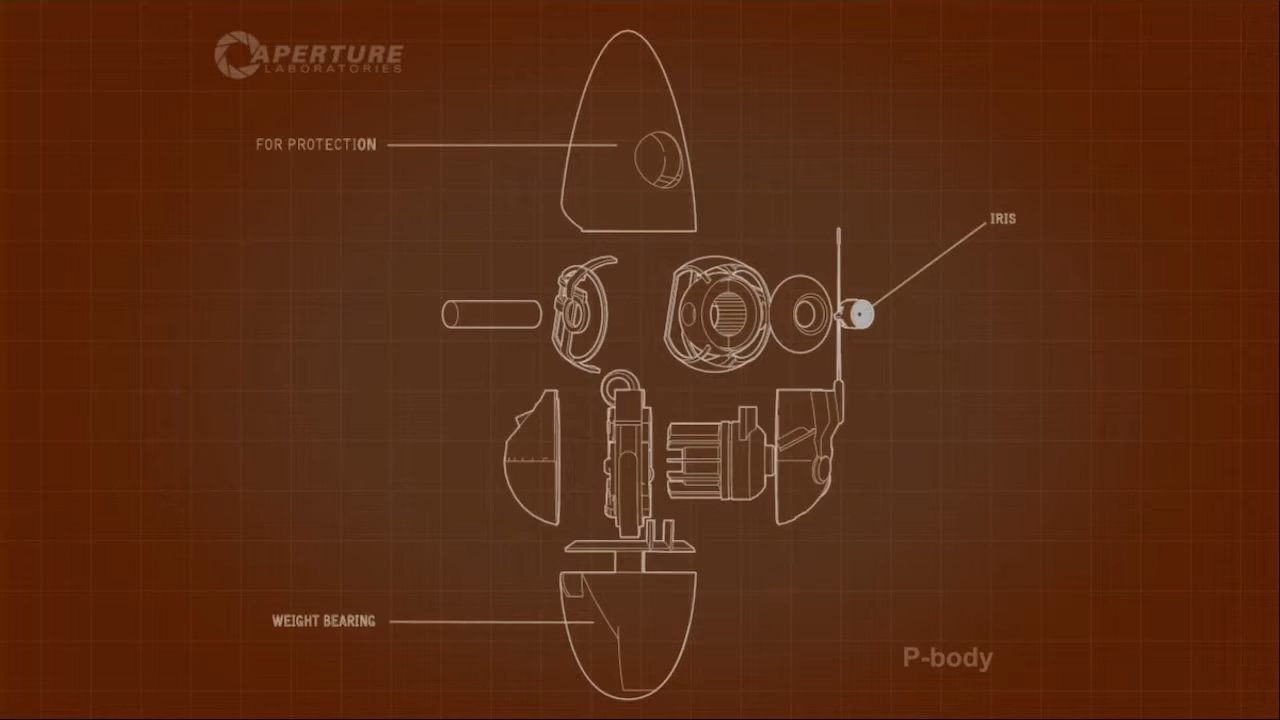 APERTURE
LABORATORIES
FOR PROTECTION
IRIS
WEIGHT BEARING
P-body